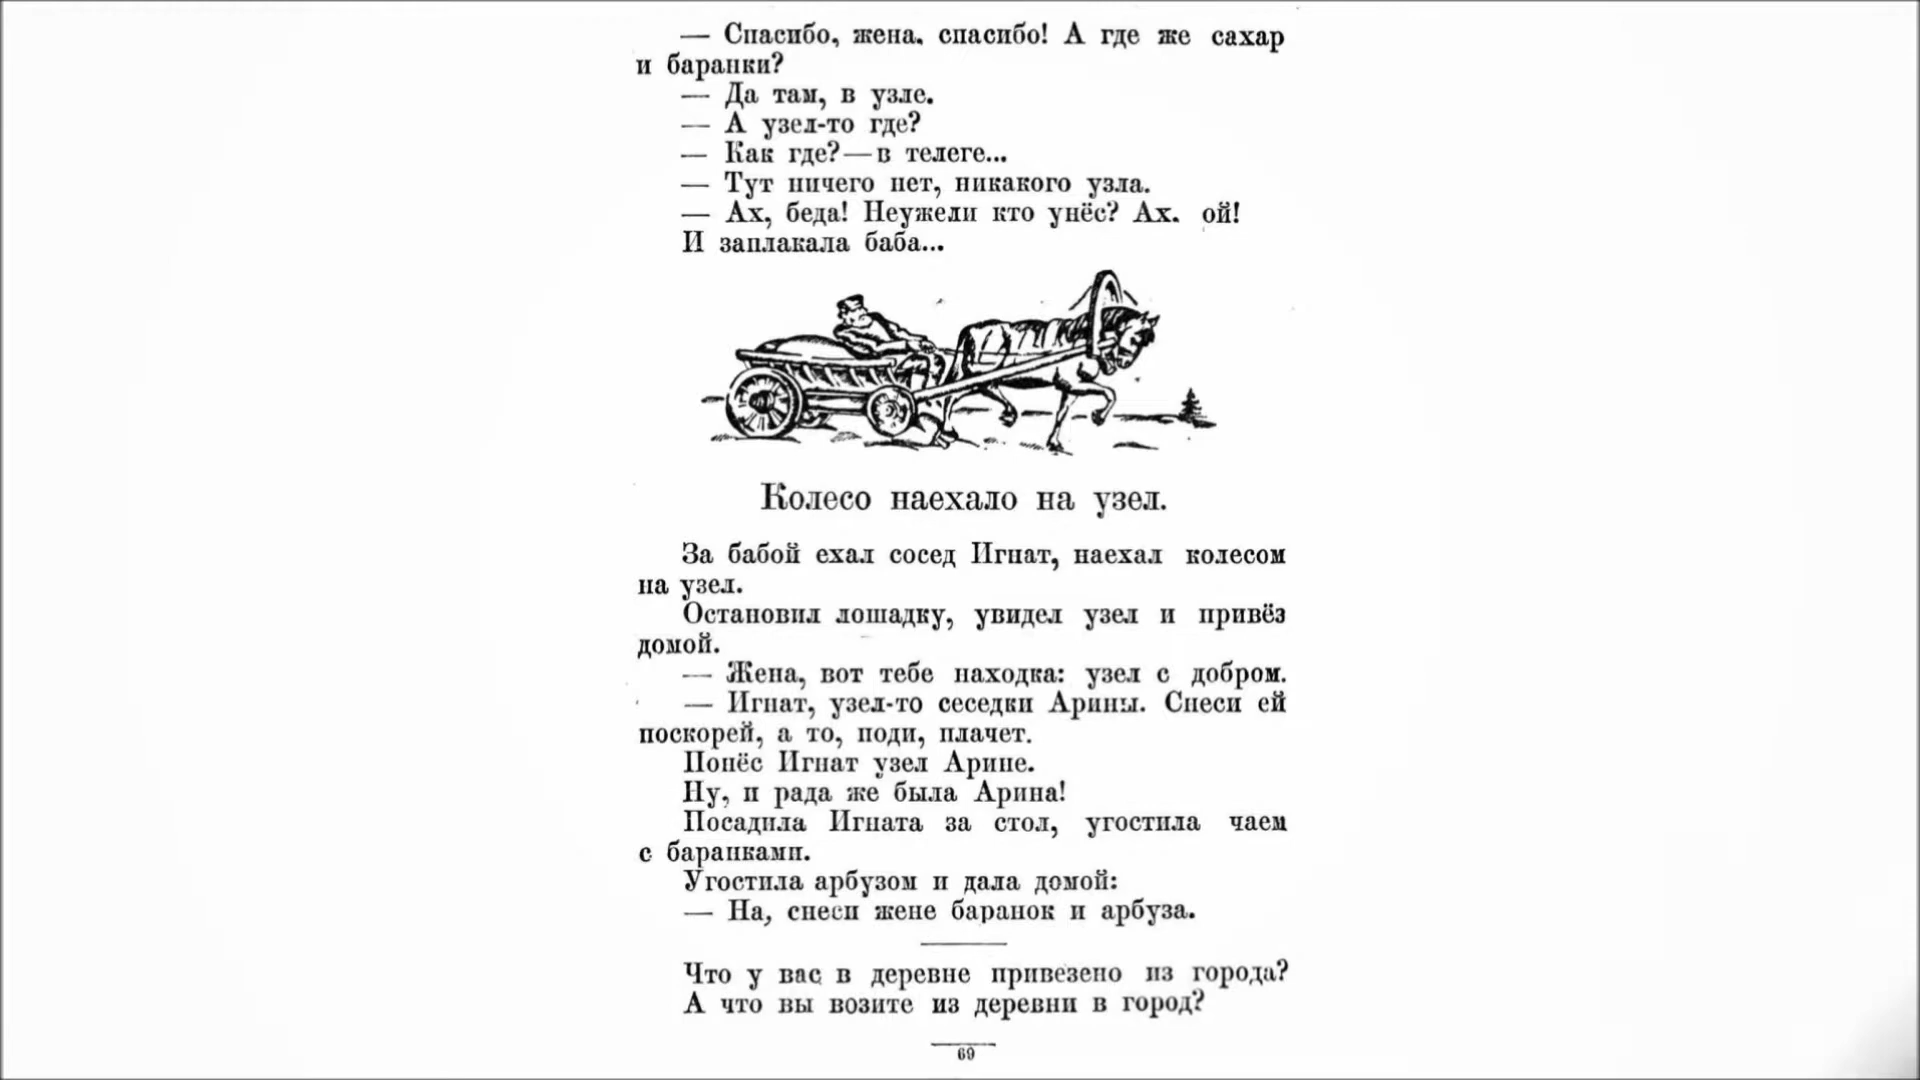 — Спасибо, жена, спасибо! А где же сахар
и баранки?
— Да там, в узле.
— А узел-то где?
— Как где?—в телеге...
— Тут ничего нет, никакого узла.
— Ах, беда! Неужели кто унёс? Ах. ой!
И заплакала баба...
Колесо наехало на узел.
За бабой ехал сосед Игнат, наехал колесом
на узел.
Остановил лошадку, увидел узел и привёз
домой.
— Жена, вот тебе находка: узел с добром.
— Игнат, узел-то сеседки Арины. Снеси ей
поскорей, а то, поди, плачет.
Понёс Игнат узел Арине.
Ну, и рада же была Арина!
Посадила Игната за стол, угостила чаем
с баранками.
Угостила арбузом и дала домой:
— На, снеси жене баранок и арбуза.
Что у вас в деревне привезено из города?
А что вы возите из деревни в город?
69